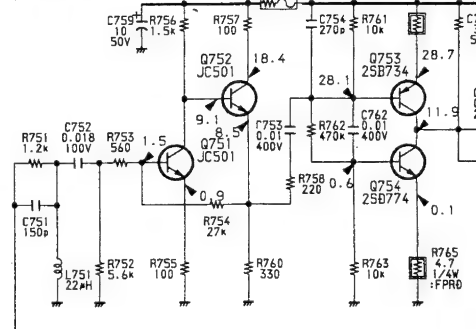 C759
10
50V
R756
1.5k
R757
100
C754
270p
R761
10k
Q752
JC501
18.4
Q753
2SB734
28.7
28.1
9.1
8.5
C753
0.01
400V
R762
470k
C762
0.01
400V
11.9
Q751
JC501
R751
1.2k
C752
0.018
100V
R753
560
1.5
0.9
R758
220
0.6
Q754
2SD774
0.1
C751
150p
R754
27k
L751
22μH
R752
5.6k
R755
100
R760
330
R763
10k
R765
4.7
1/4W
:FPRD